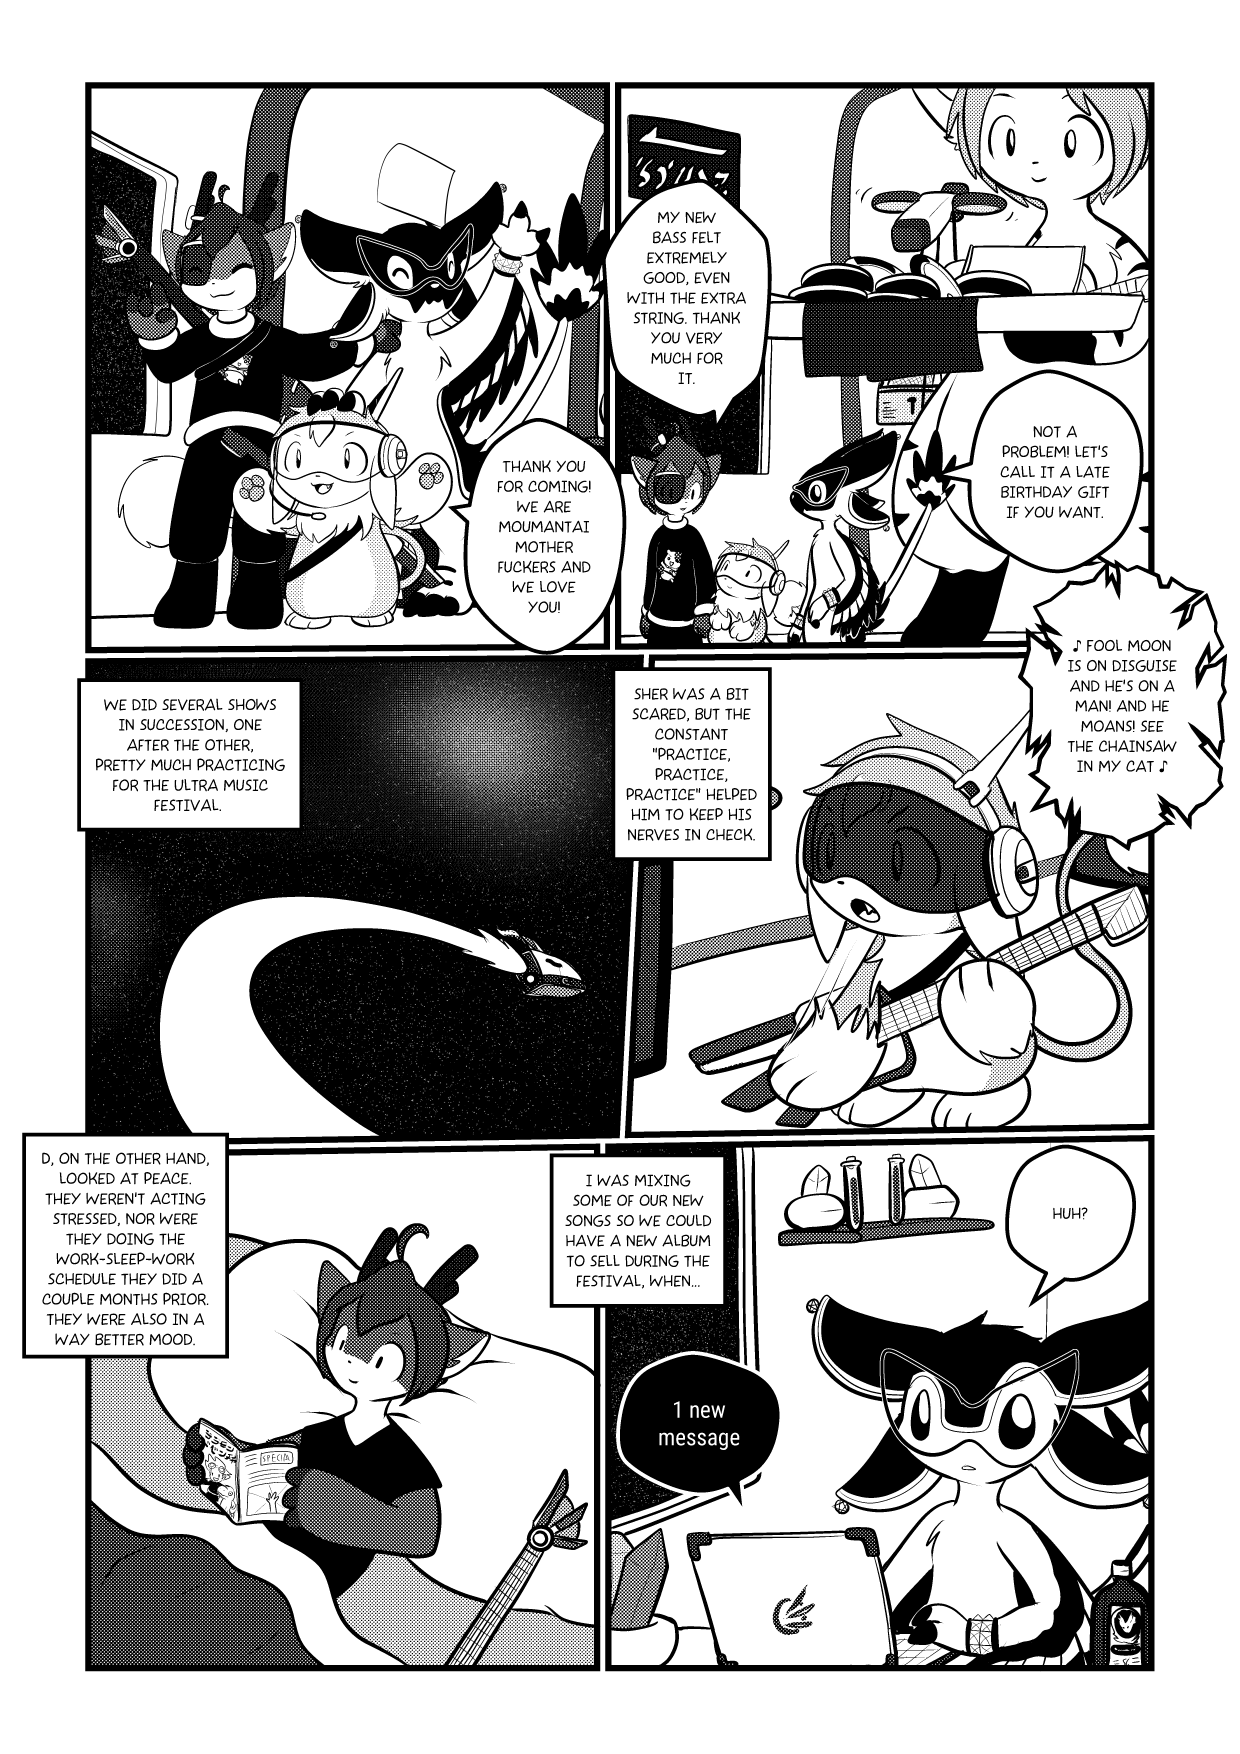 THANK YOU
FOR COMING!
WE ARE
MOUMANTAI
MOTHER
FUCKERS AND
WE LOVE
YOU!
MY NEW
BASS FELT
EXTREMELY
GOOD, EVEN
WITH THE EXTRA
STRING. THANK
YOU VERY
MUCH FOR
IT.
NOT A
PROBLEM! LET'S
CALL IT A LATE
BIRTHDAY GIFT
IF YOU WANT.
WE DID SEVERAL SHOWS
IN SUCCESSION, ONE
AFTER THE OTHER,
PRETTY MUCH PRACTICING
FOR THE ULTRA MUSIC
FESTIVAL.
SHER WAS A BIT
SCARED, BUT THE
CONSTANT
"PRACTICE,
PRACTICE,
PRACTICE" HELPED
HIM TO KEEP HIS
NERVES IN CHECK.
♪ FOOL MOON
IS ON DISGUISE
AND HE'S ON A
MAN! AND HE
MOANS! SEE
THE CHAINSAW
IN MY CAT ♪
D, ON THE OTHER HAND,
LOOKED AT PEACE.
THEY WEREN'T ACTING
STRESSED, NOR WERE
THEY DOING THE
WORK-SLEEP-WORK
SCHEDULE THEY DID A
COUPLE MONTHS PRIOR.
THEY WERE ALSO IN A
WAY BETTER MOOD.
SPECIAL
I WAS MIXING
SOME OF OUR NEW
SONGS SO WE COULD
HAVE A NEW ALBUM
TO SELL DURING THE
FESTIVAL, WHEN...
HUH?
1 new
message